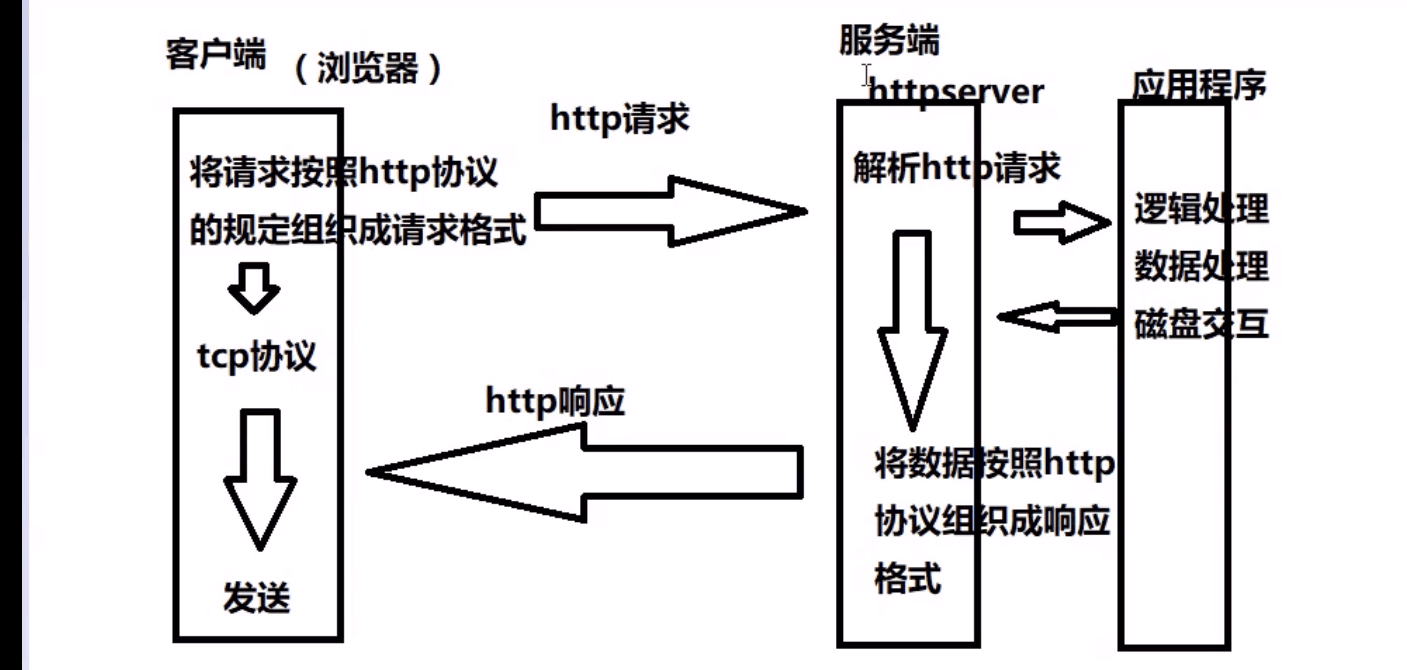 客户端 （浏览器）
将请求按照http协议
的规定组织成请求格式
tcp协议
发送
http请求
http响应
服务端
httpserver
解析http请求
将数据按照http
协议组织成响应
格式
应用程序
逻辑处理
数据处理
磁盘交互